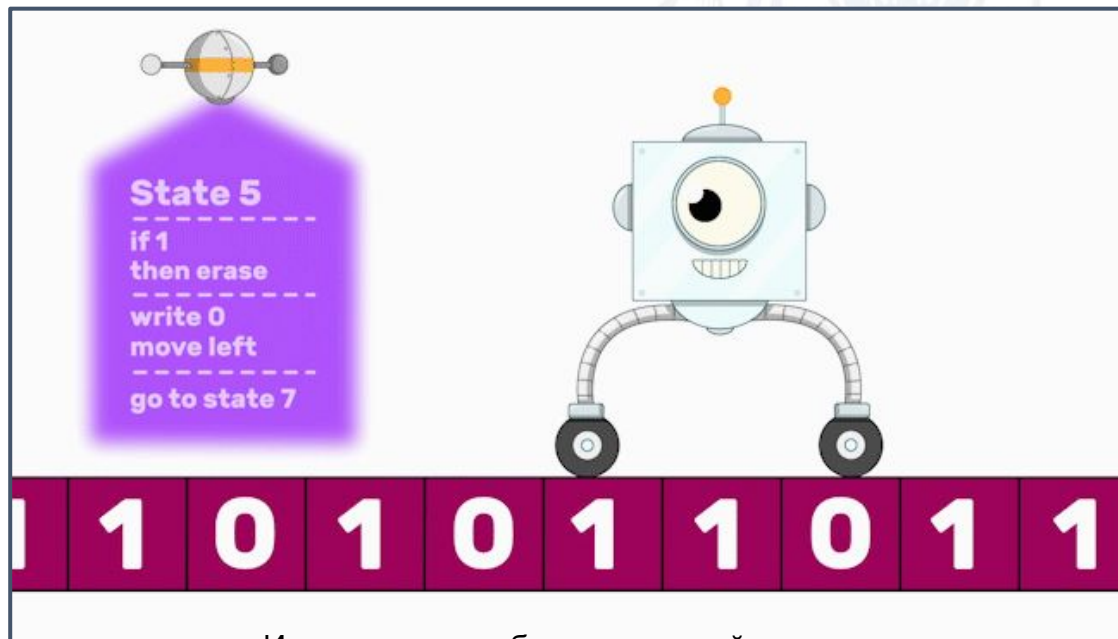 State 5
if 1
then erase
write 0
move left
go to state 7
1 0 1 0 1 1 0 1 1